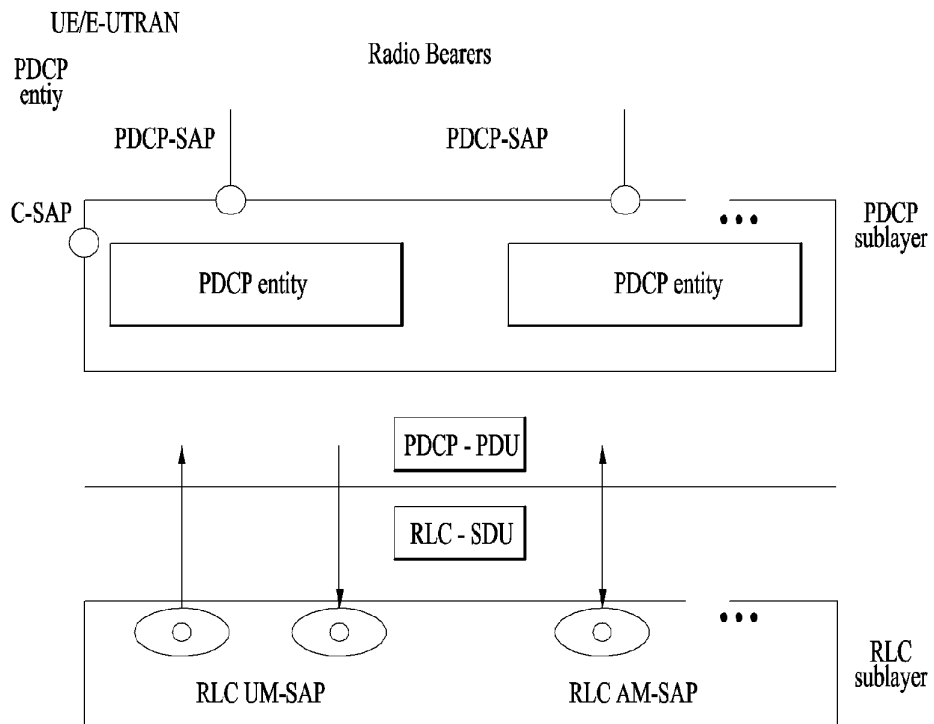 UE/E-UTRAN
Radio Bearers
PDCP
entiy
PDCP-SAP
PDCP-SAP
C-SAP
PDCP
sublayer
PDCP entity
PDCP entity
PDCP - PDU
RLC - SDU
RLC UM-SAP
RLC AM-SAP
RLC
sublayer